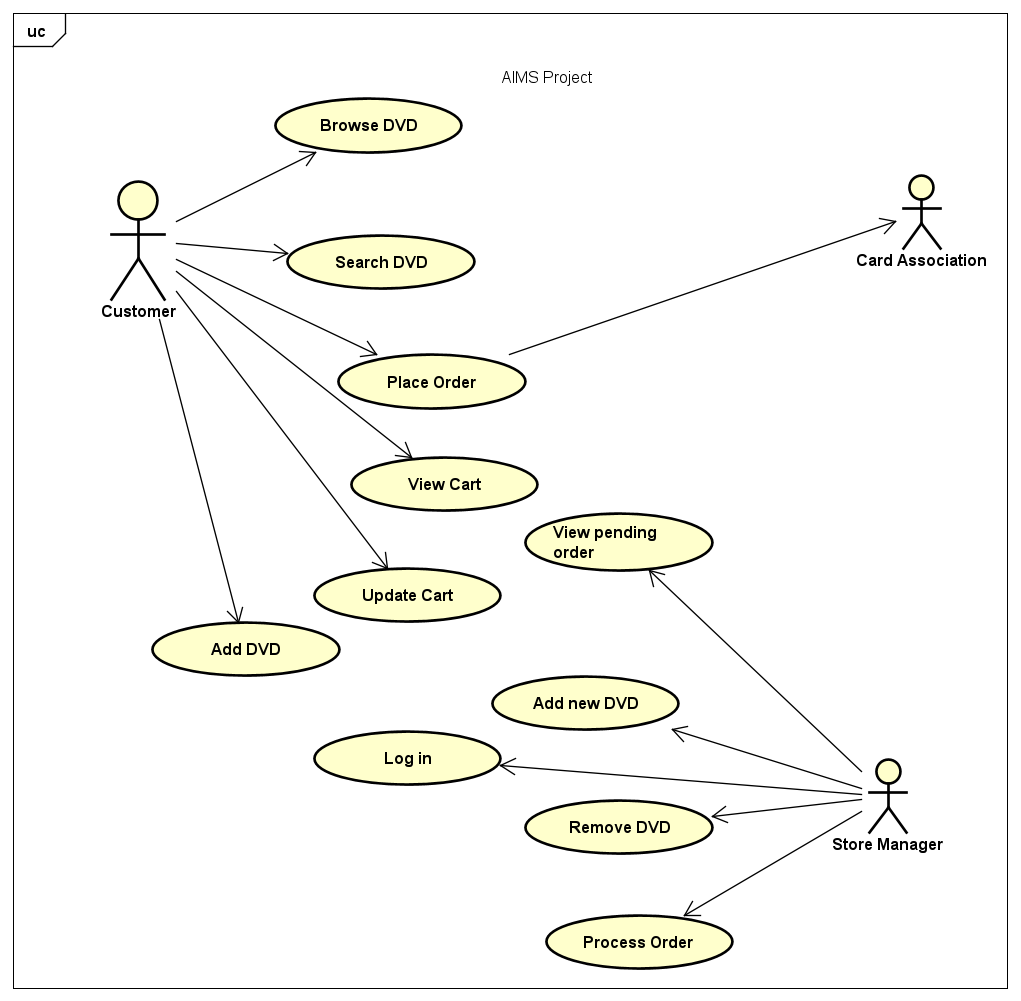 uc
AIMS Project
Browse DVD
Search DVD
Customer
Card Association
Place Order
View Cart
View pending
order
Update Cart
Add DVD
Add new DVD
Log in
Remove DVD
Store Manager
Process Order